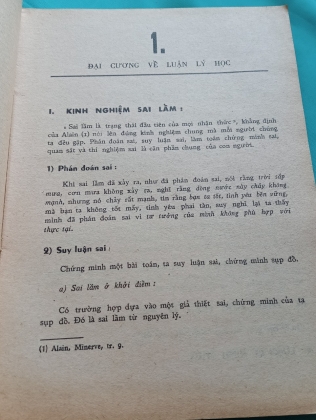 1.
ĐẠI CƯƠNG VỀ LUẬN LÝ HỌC
I. KINH NGHIỆM SAI LẦM :
« Sai lầm là trạng thái đầu tiên của mọi nhận thức », khẳng định
của Alain (1) nói lên đúng kinh nghiệm chung mà mỗi người chúng
ta đều gặp. Phán đoán sai, suy luận sai, làm toán chứng minh sai,
quan sát và thí nghiệm sai là căn phần chung của con người.
1) Phán đoán sai :
Khi sai lầm đã xảy ra, như đã phán đoán sai, nói rằng trời sắp
mưa, cơn mưa không xảy ra, nghĩ rằng dòng nước này chảy không
mạnh, nhưng nó chảy rất mạnh, tin rằng bạn ta tốt, tình yêu bền vững,
mà bạn ta không tốt mấy, tình yêu phai tàn, suy nghĩ lại ta thấy
mình đã phán đoán sai vì tư tưởng của mình không phù hợp với
thực tại.
2) Suy luận sai :
Chứng minh một bài toán, ta suy luận sai, chứng minh sụp đổ.
a) Sai lầm ở khởi điểm :
Có trường hợp dựa vào một giả thiết sai, chứng minh của ta
sụp đổ. Đó là sai lầm từ nguyên lý.
(1) Alain, Minerve, tr. 9.